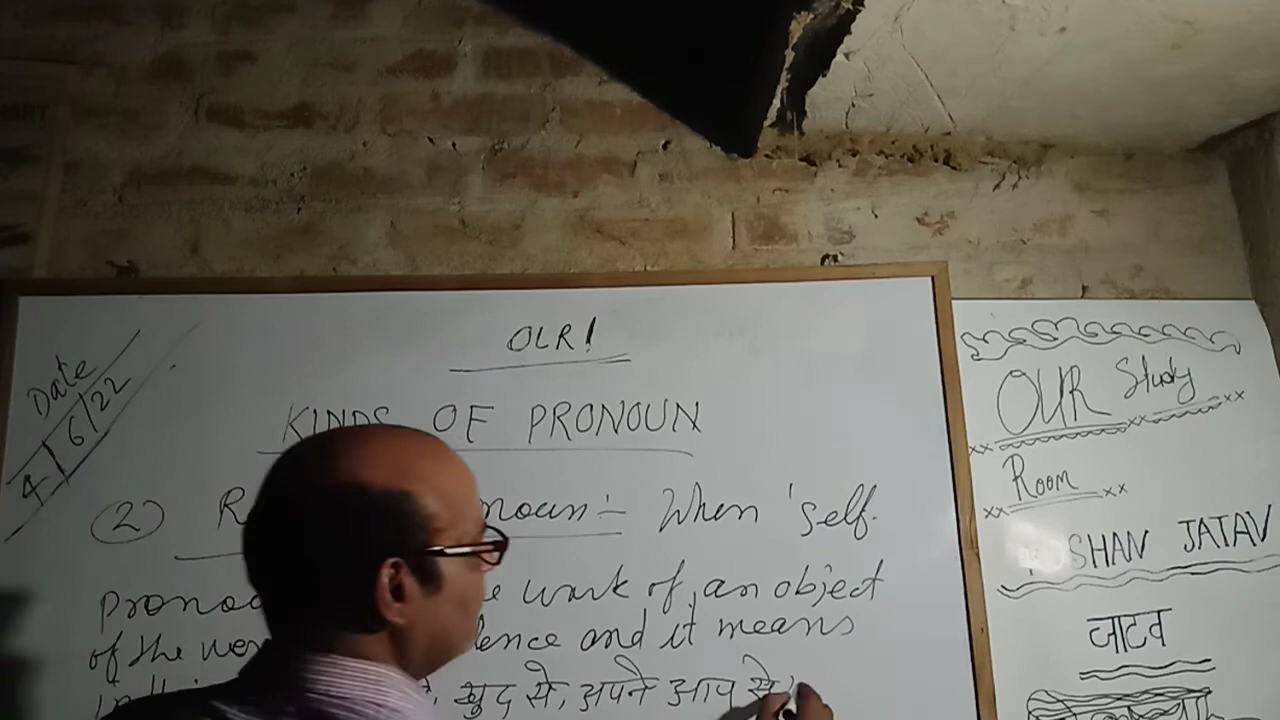 Date
4/6/22
OLR!
KINDS OF PRONOUN
② R noun:- When 'self.
Prono work of an object
of the ence and it means
खुद से, अपने आप से'
OUR Study
Room
SHAN JATAV
जाटव